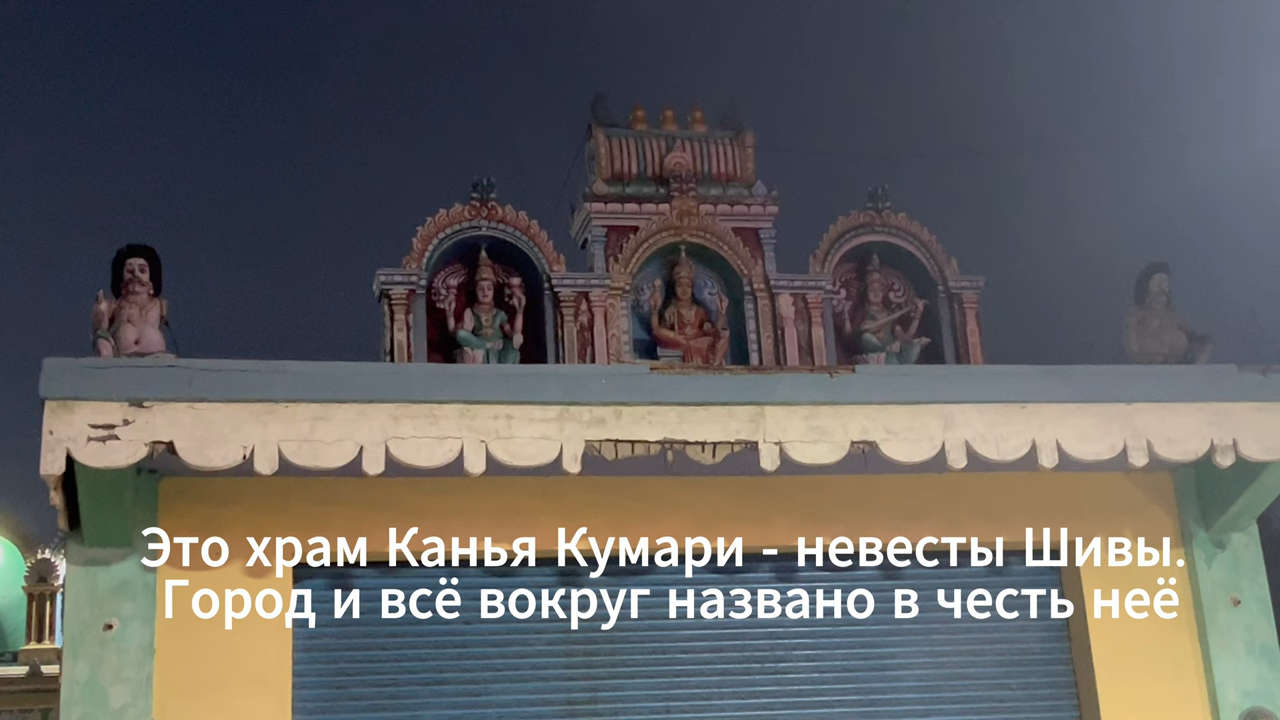 Это храм Канья Кумари - невесты Шивы.
Город и всё вокруг названо в честь неё